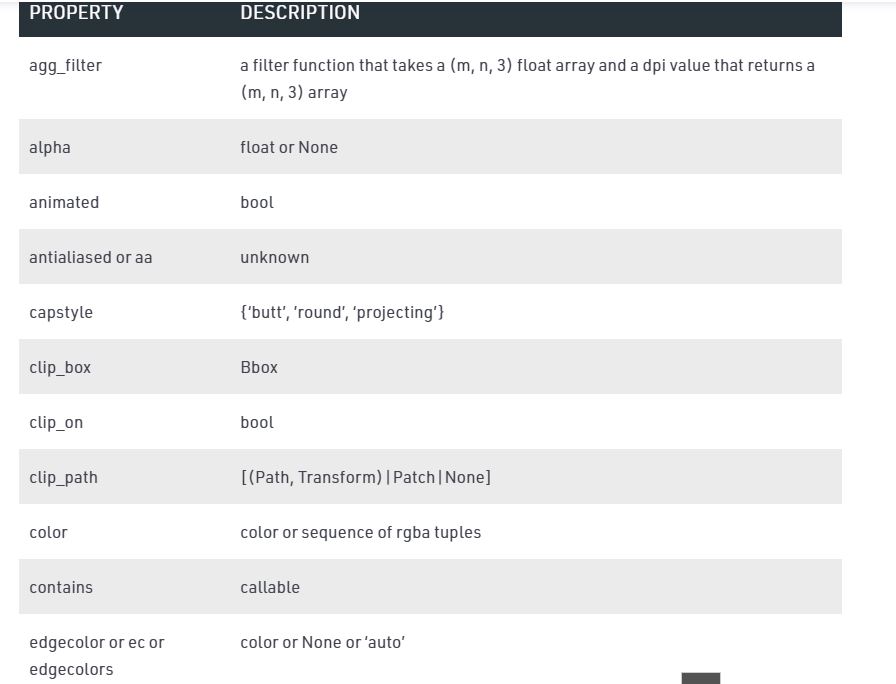 PROPERTY DESCRIPTION
agg_filter a filter function that takes a (m, n, 3) float array and a dpi value that returns a
(m, n, 3) array
alpha float or None
animated bool
antialiased or aa unknown
capstyle {‘butt’, ‘round’, ‘projecting’}
clip_box Bbox
clip_on bool
clip_path [(Path, Transform)|Patch|None]
color color or sequence of rgba tuples
contains callable
edgecolor or ec or color or None or ‘auto’
edgecolors